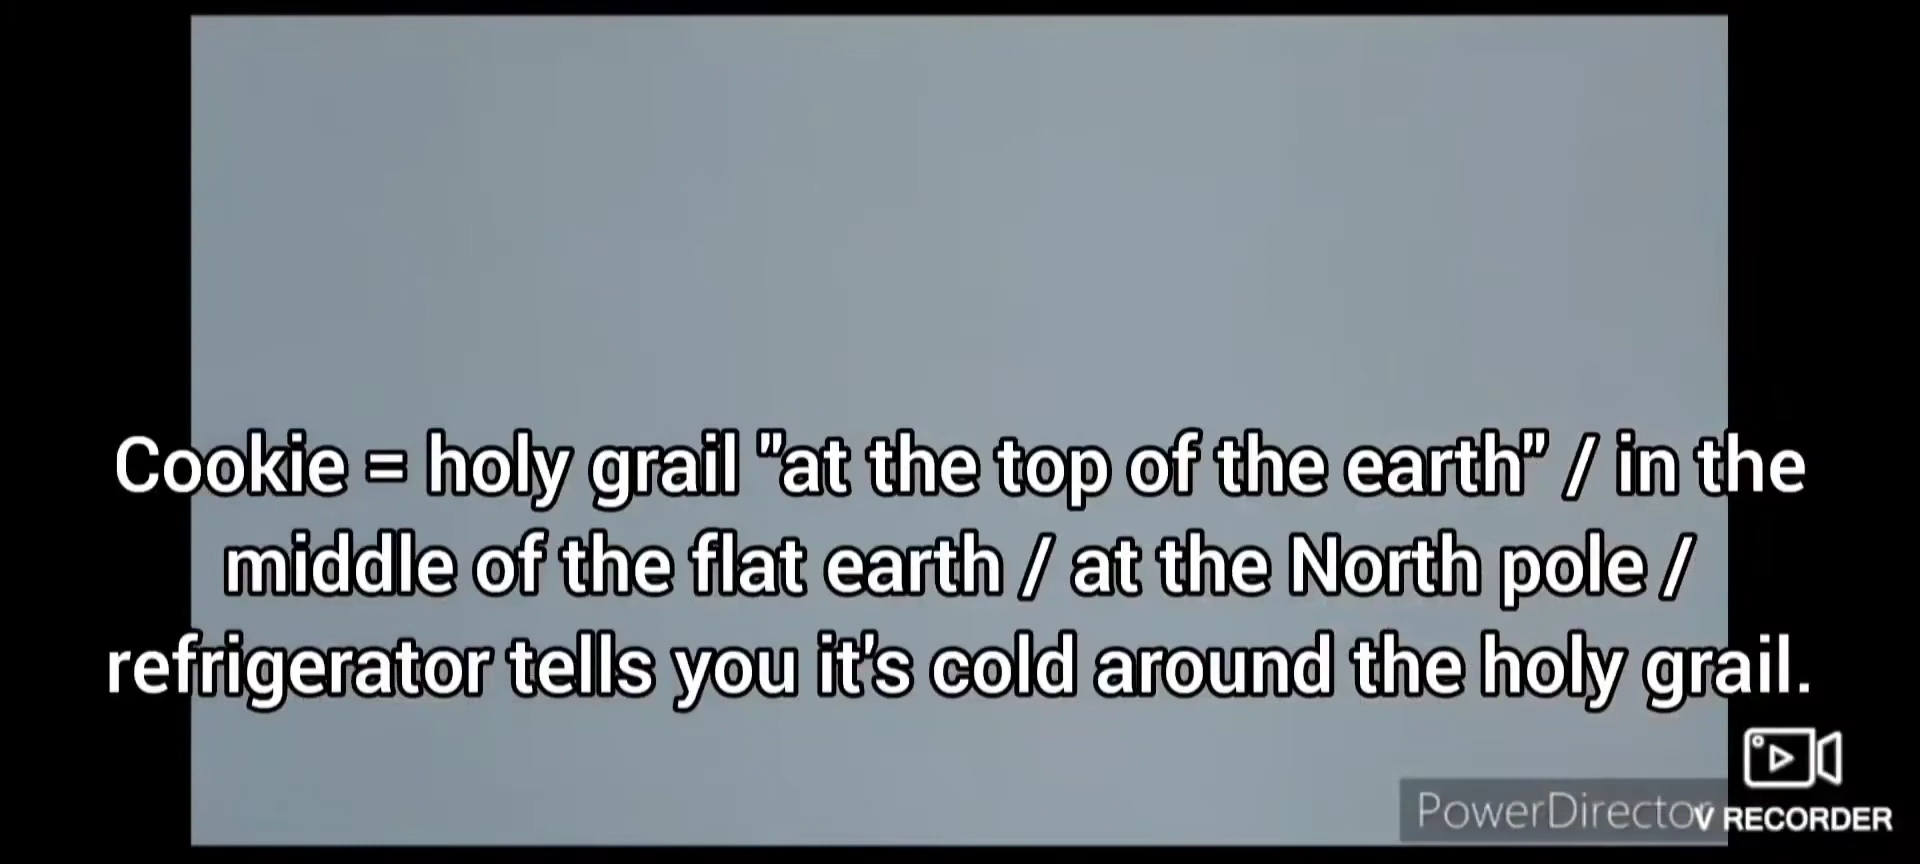 Cookie = holy grail "at the top of the earth" / in the
middle of the flat earth / at the North pole /
refrigerator tells you it's cold around the holy grail.
PowerDirector
V RECORDER